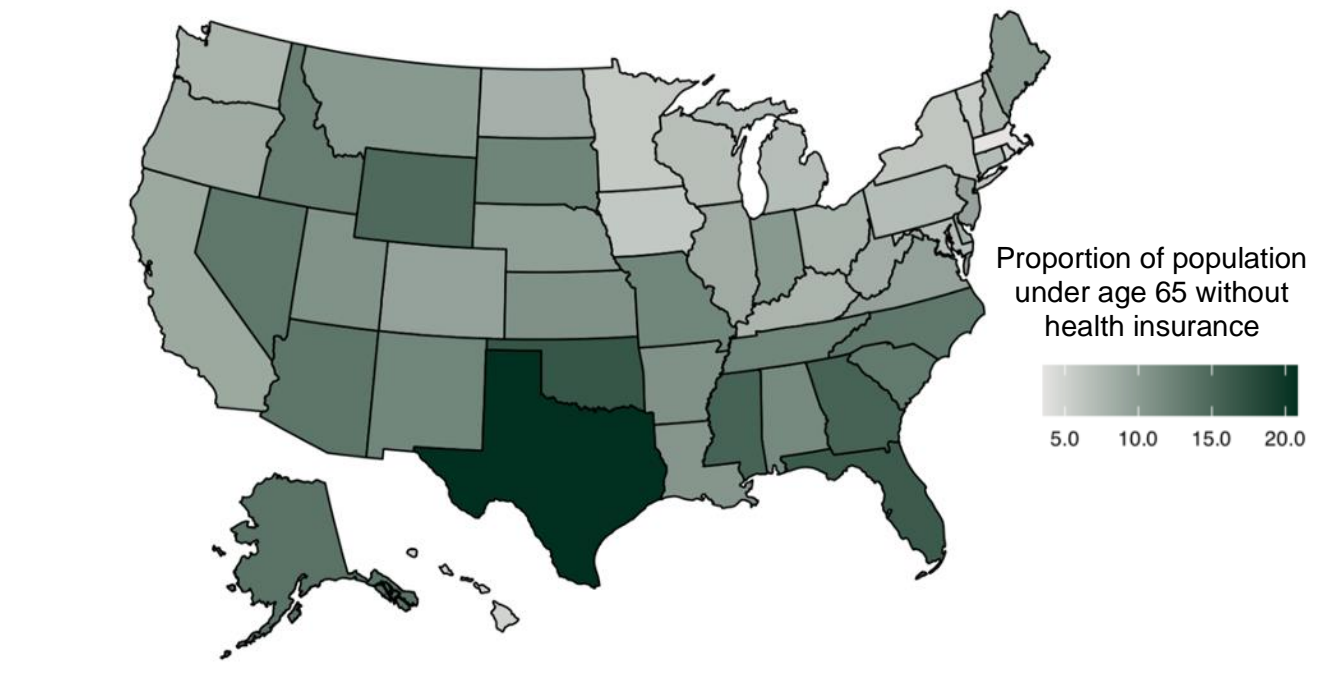 Proportion of population
under age 65 without
health insurance
5.0 10.0 15.0 20.0